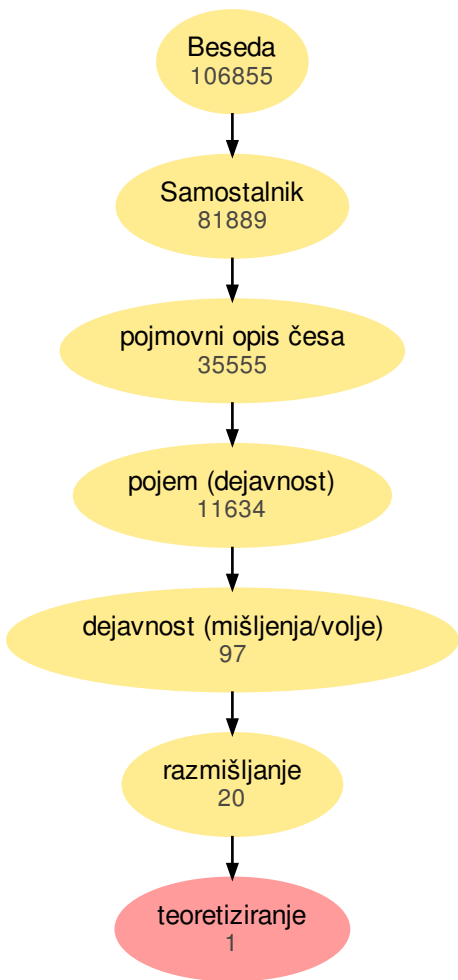 Beseda
106855
Samostalnik
81889
pojmovni opis česa
35555
pojem (dejavnost)
11634
dejavnost (mišljenja/volje)
97
razmišljanje
20
teoretiziranje
1